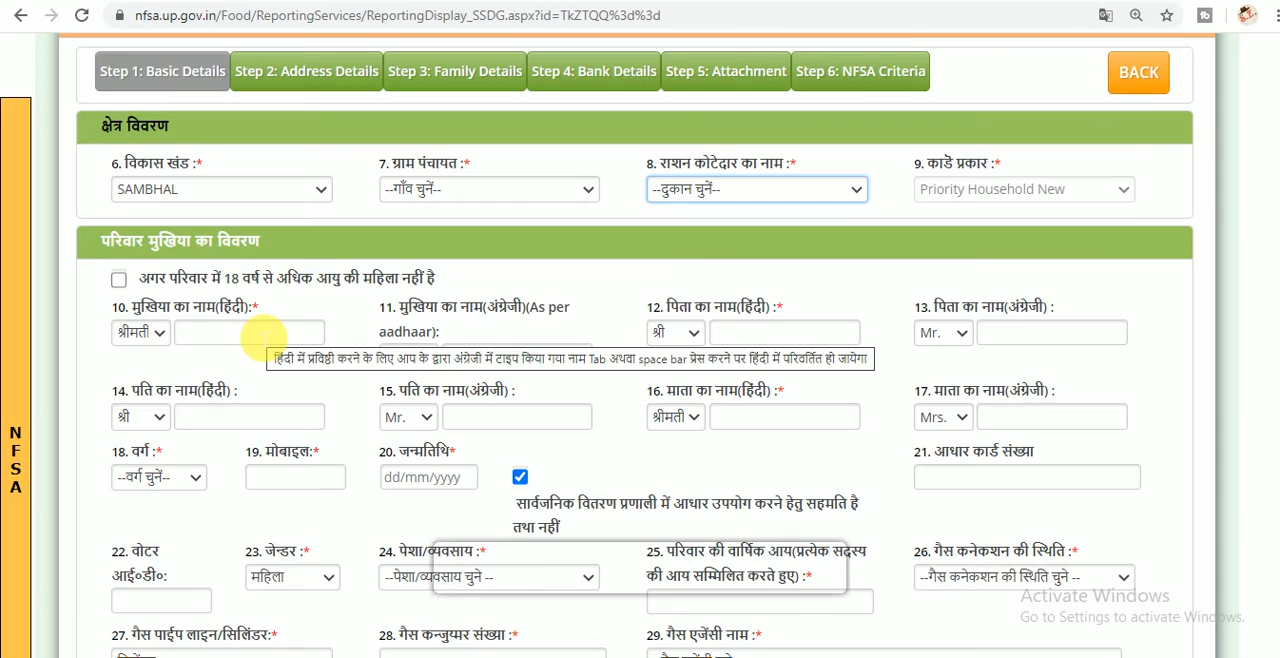 nfsa.up.gov.in/Food/ReportingServices/ReportingDisplay_SSDG.aspx?id=TkZTQQ%3d%3d
Step 1: Basic Details Step 2: Address Details Step 3: Family Details Step 4: Bank Details Step 5: Attachment Step 6: NFSA Criteria BACK
क्षेत्र विवरण
6. विकास खंड :* 7. ग्राम पंचायत :* 8. राशन कोटेदार का नाम :* 9. कार्ड प्रकार :*
SAMBHAL --गाँव चुनें-- --दुकान चुनें-- Priority Household New
परिवार मुखिया का विवरण
अगर परिवार में 18 वर्ष से अधिक आयु की महिला नहीं है
10. मुखिया का नाम(हिंदी):* 11. मुखिया का नाम(अंग्रेजी)(As per 12. पिता का नाम(हिंदी) :* 13. पिता का नाम(अंग्रेजी) :
aadhaar):
श्रीमती श्री Mr.
हिंदी में प्रविष्ठी करने के लिए आप के द्वारा अंग्रेजी में टाइप किया गया नाम Tab अथवा space bar प्रेस करने पर हिंदी में परिवर्तित हो जायेगा
14. पति का नाम(हिंदी) : 15. पति का नाम(अंग्रेजी) : 16. माता का नाम(हिंदी) :* 17. माता का नाम(अंग्रेजी) :
श्री Mr. श्रीमती Mrs.
18. वर्ग :* 19. मोबाइल:* 20. जन्मतिथि* 21. आधार कार्ड संख्या
--वर्ग चुनें-- dd/mm/yyyy
सार्वजनिक वितरण प्रणाली में आधार उपयोग करने हेतु सहमति है
तथा नहीं
22. वोटर 23. जेन्डर :* 24. पेशा/व्यवसाय :* 25. परिवार की वार्षिक आय(प्रत्येक सदस्य 26. गैस कनेकशन की स्थिति :*
आई०डी०: महिला --पेशा/व्यवसाय चुने -- की आय सम्मिलित करते हुए) :* --गैस कनेकशन की स्थिति चुने --
Activate Windows
Go to Settings to activate Windows.
27. गैस पाईप लाइन/सिलिंडर:* 28. गैस कन्जुग्मर संख्या :* 29. गैस एजेंसी नाम :*
N
F
S
A